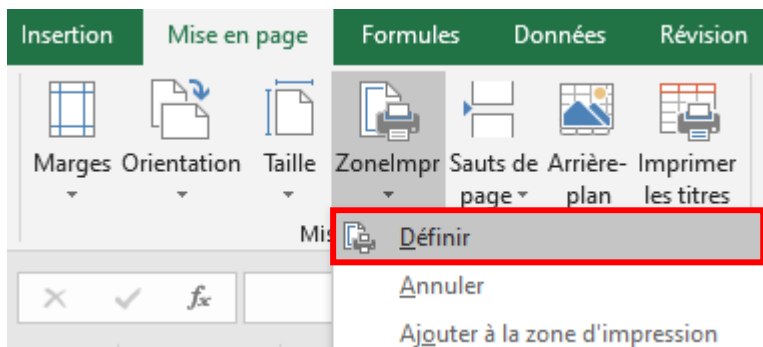 Insertion Mise en page Formules Données Révision
Marges Orientation Taille ZoneImpr Sauts de Arrière- Imprimer
page plan les titres
Mis
Définir
fx
Annuler
Ajouter à la zone d'impression